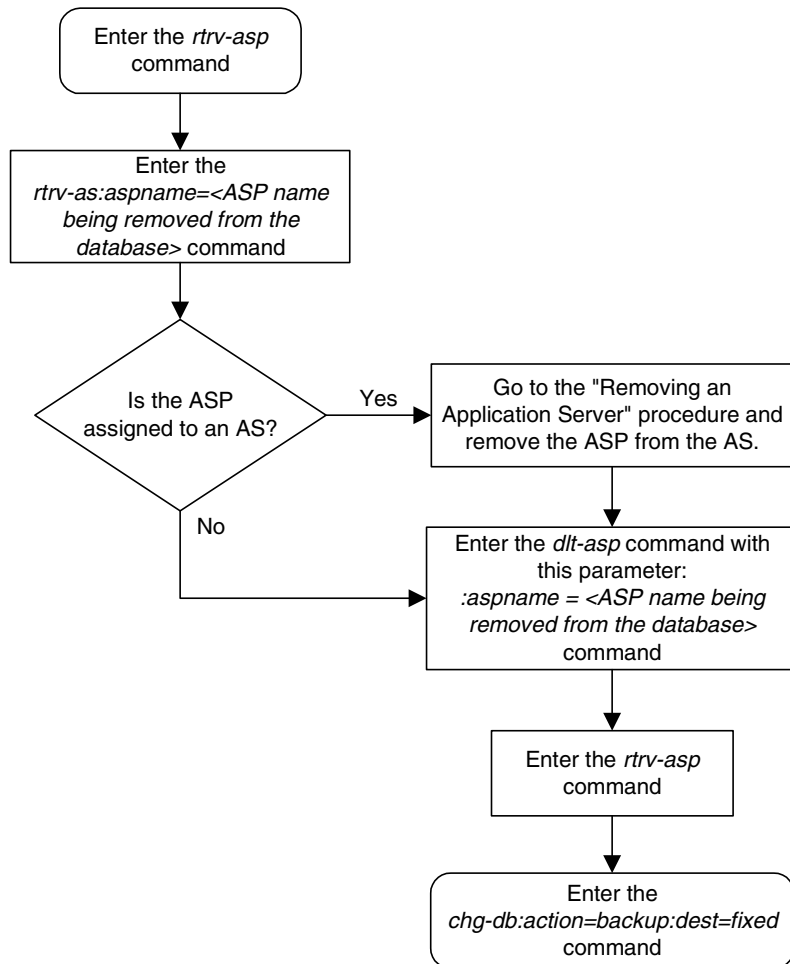 Enter the rtrv-asp
command
Enter the
rtrv-as:aspname=<ASP name
being removed from the
database> command
Is the ASP
assigned to an AS?
Yes
Go to the "Removing an
Application Server" procedure and
remove the ASP from the AS.
No
Enter the dlt-asp command with
this parameter:
:aspname = <ASP name being
removed from the database>
command
Enter the rtrv-asp
command
Enter the
chg-db:action=backup:dest=fixed
command